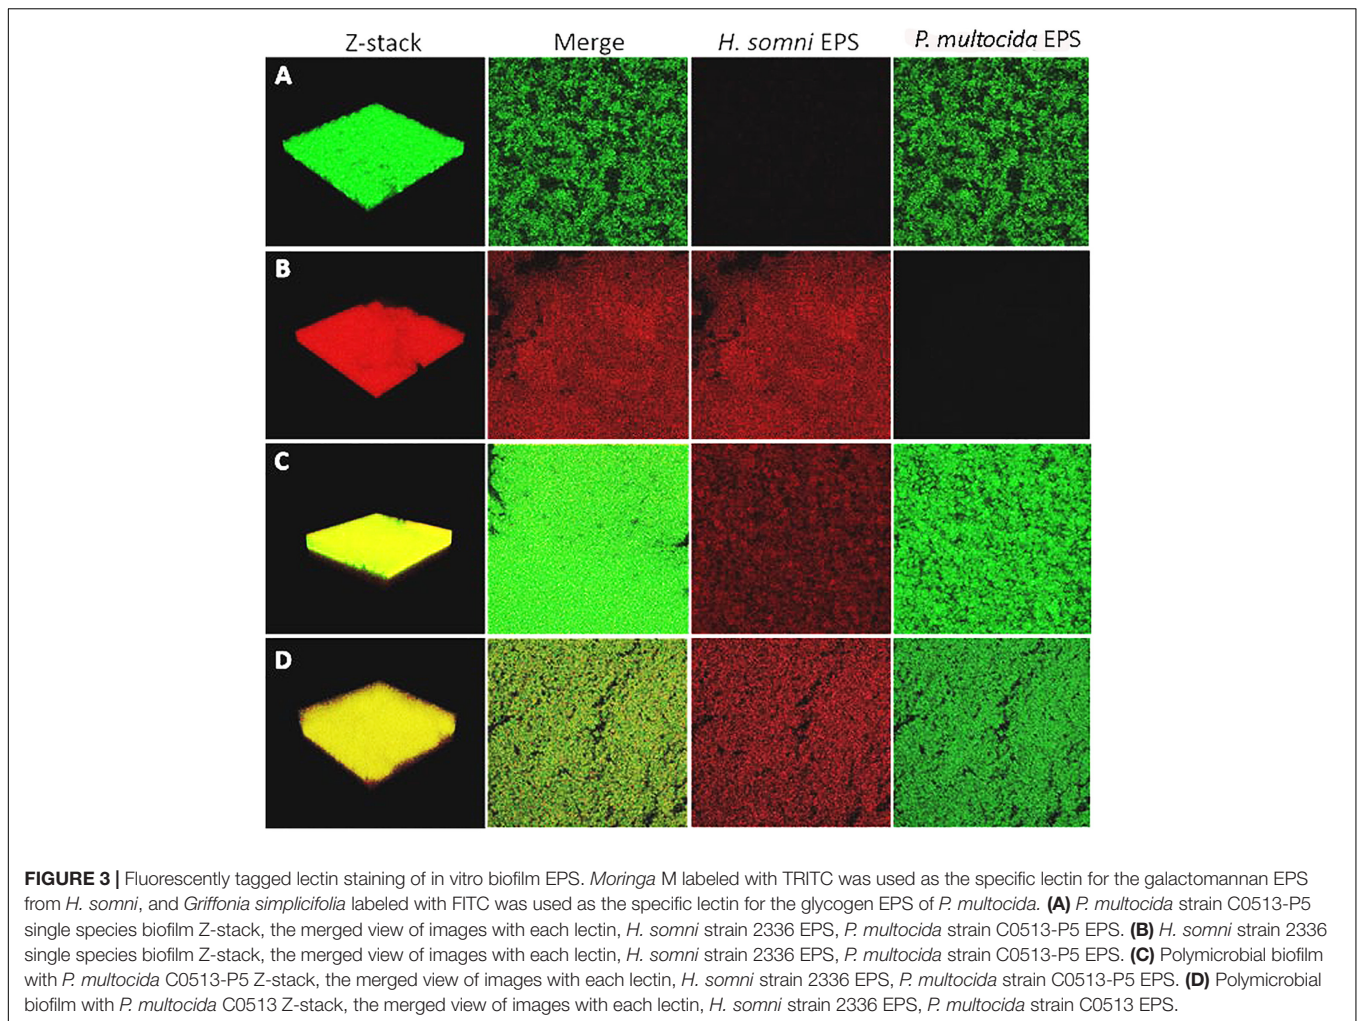 Z-stack Merge H. somni EPS P. multocida EPS
A
B
C
D
FIGURE 3 | Fluorescently tagged lectin staining of in vitro biofilm EPS. Moringa M labeled with TRITC was used as the specific lectin for the galactomannan EPS
from H. somni, and Griffonia simplicifolia labeled with FITC was used as the specific lectin for the glycogen EPS of P. multocida. (A) P. multocida strain C0513-P5
single species biofilm Z-stack, the merged view of images with each lectin, H. somni strain 2336 EPS, P. multocida strain C0513-P5 EPS. (B) H. somni strain 2336
single species biofilm Z-stack, the merged view of images with each lectin, H. somni strain 2336 EPS, P. multocida strain C0513-P5 EPS. (C) Polymicrobial biofilm
with P. multocida C0513-P5 Z-stack, the merged view of images with each lectin, H. somni strain 2336 EPS, P. multocida strain C0513-P5 EPS. (D) Polymicrobial
biofilm with P. multocida C0513 Z-stack, the merged view of images with each lectin, H. somni strain 2336 EPS, P. multocida strain C0513 EPS.